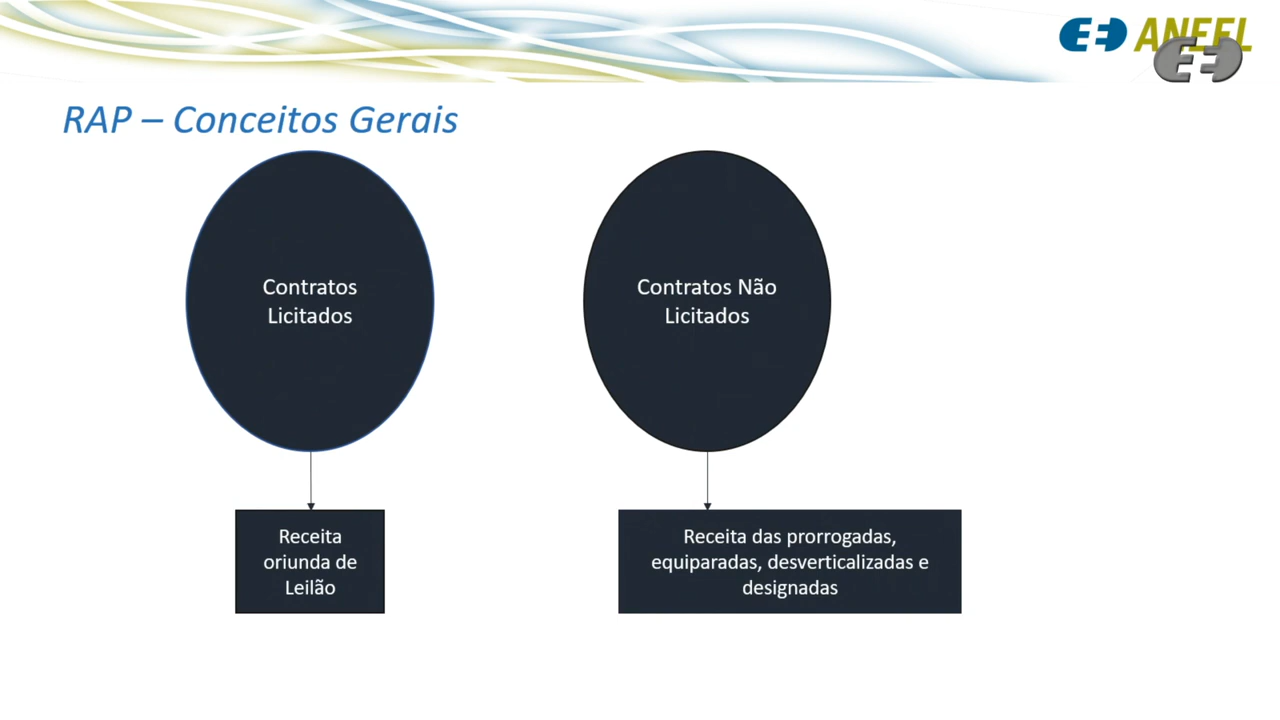 ANEEL
RAP – Conceitos Gerais
Contratos
Licitados
Contratos Não
Licitados
Receita
oriunda de
Leilão
Receita das prorrogadas,
equiparadas, desverticalizadas e
designadas